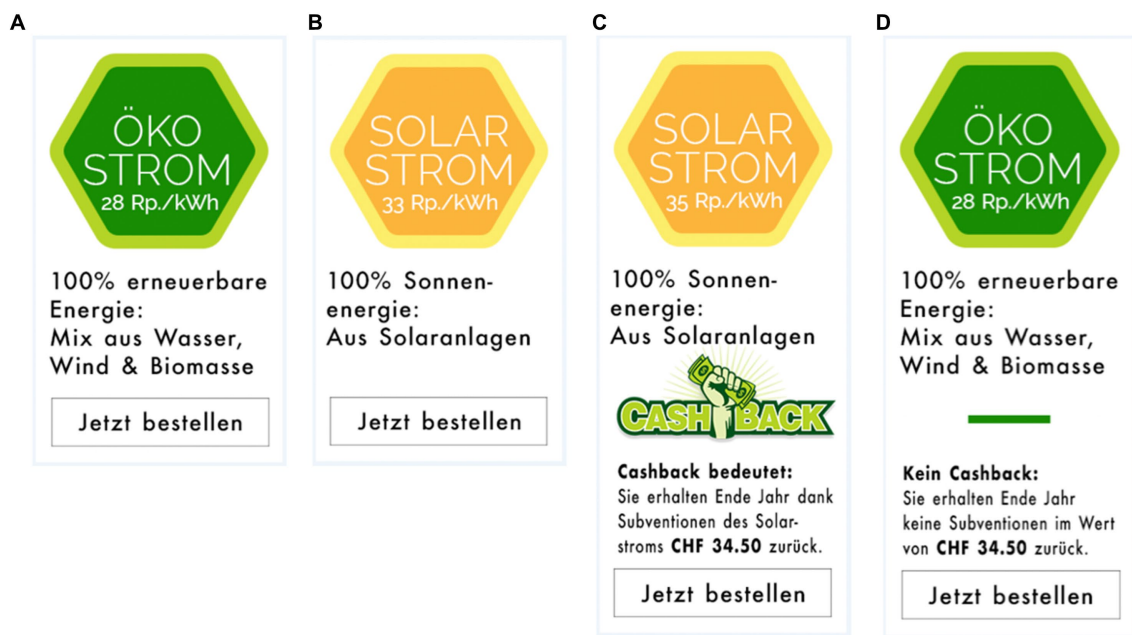 A
ÖKO
STROM
28 Rp./kWh
100% erneuerbare
Energie:
Mix aus Wasser,
Wind & Biomasse
Jetzt bestellen
B
SOLAR
STROM
33 Rp./kWh
100% Sonnen-
energie:
Aus Solaranlagen
Jetzt bestellen
C
SOLAR
STROM
35 Rp./kWh
100% Sonnen-
energie:
Aus Solaranlagen
CASH BACK
Cashback bedeutet:
Sie erhalten Ende Jahr dank
Subventionen des Solar-
stroms CHF 34.50 zurück.
Jetzt bestellen
D
ÖKO
STROM
28 Rp./kWh
100% erneuerbare
Energie:
Mix aus Wasser,
Wind & Biomasse
Kein Cashback:
Sie erhalten Ende Jahr
keine Subventionen im Wert
von CHF 34.50 zurück.
Jetzt bestellen